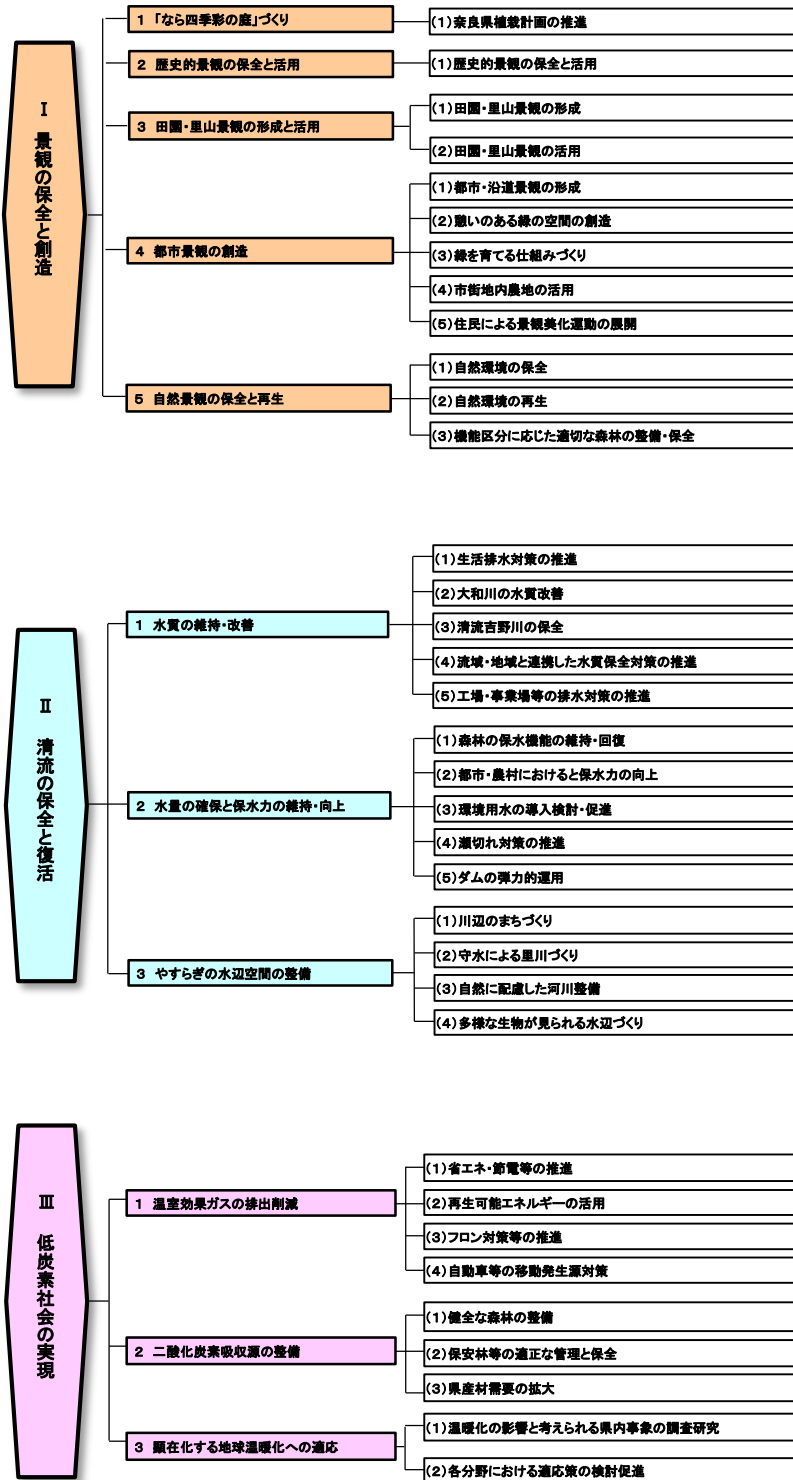 Ⅰ 景観の保全と創造
1 「なら四季彩の庭」づくり
(1)奈良県植栽計画の推進
2 歴史的景観の保全と活用
(1)歴史的景観の保全と活用
3 田園・里山景観の形成と活用
(1)田園・里山景観の形成
(2)田園・里山景観の活用
4 都市景観の創造
(1)都市・沿道景観の形成
(2)憩いのある緑の空間の創造
(3)緑を育てる仕組みづくり
(4)市街地内農地の活用
(5)住民による景観美化運動の展開
5 自然景観の保全と再生
(1)自然環境の保全
(2)自然環境の再生
(3)機能区分に応じた適切な森林の整備・保全
Ⅱ 清流の保全と復活
1 水質の維持・改善
(1)生活排水対策の推進
(2)大和川の水質改善
(3)清流吉野川の保全
(4)流域・地域と連携した水質保全対策の推進
(5)工場・事業場等の排水対策の推進
2 水量の確保と保水力の維持・向上
(1)森林の保水機能の維持・回復
(2)都市・農村におけると保水力の向上
(3)環境用水の導入検討・促進
(4)瀬切れ対策の推進
(5)ダムの弾力的運用
3 やすらぎの水辺空間の整備
(1)川辺のまちづくり
(2)守水による里川づくり
(3)自然に配慮した河川整備
(4)多様な生物が見られる水辺づくり
Ⅲ 低炭素社会の実現
1 温室効果ガスの排出削減
(1)省エネ・節電等の推進
(2)再生可能エネルギーの活用
(3)フロン対策等の推進
(4)自動車等の移動発生源対策
2 二酸化炭素吸収源の整備
(1)健全な森林の整備
(2)保安林等の適正な管理と保全
(3)県産材需要の拡大
3 顕在化する地球温暖化への適応
(1)温暖化の影響と考えられる県内事象の調査研究
(2)各分野における適応策の検討促進